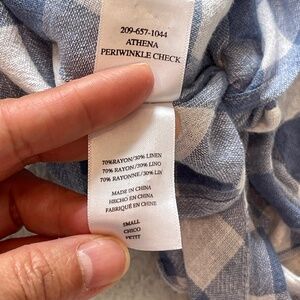 209-657-1044
ATHENA
PERIWINKLE CHECK
70%RAYON/30% LINEN
70% RAYON/30% LINO
70% RAYONNE/30% LIN
MADE IN CHINA
HECHO EN CHINA
FABRIQUÉ EN CHINE
SMALL
CHICO
PETIT